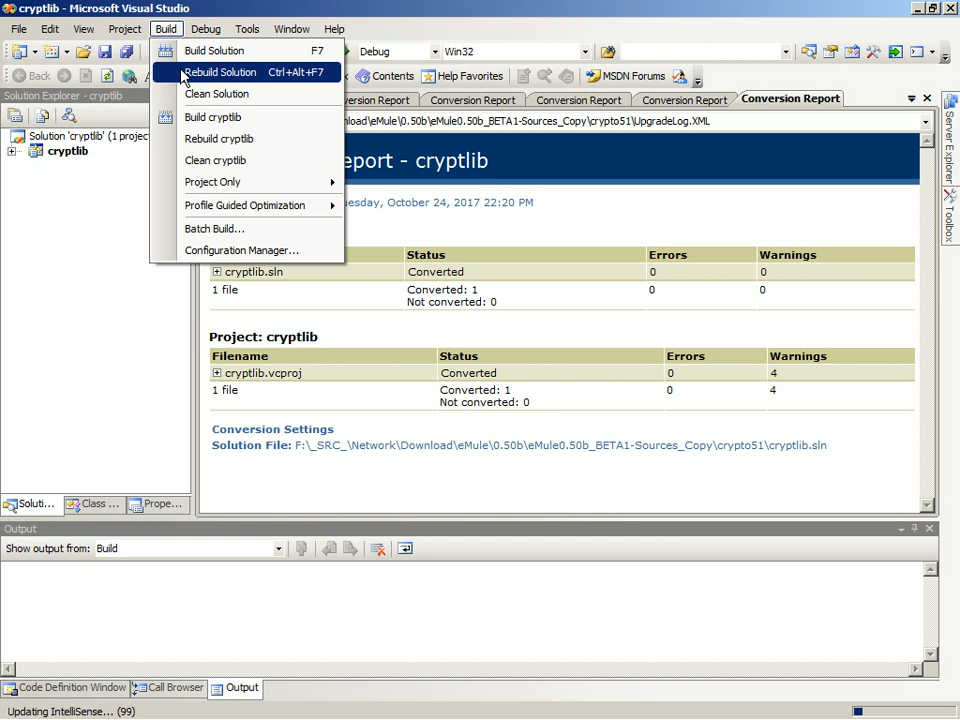 cryptlib - Microsoft Visual Studio
File Edit View Project Build Debug Tools Window Help
Debug Win32
Back Contents Help Favorites MSDN Forums
Build Solution F7
Rebuild Solution Ctrl+Alt+F7
Clean Solution
Build cryptlib
Rebuild cryptlib
Clean cryptlib
Project Only
Profile Guided Optimization
Batch Build...
Configuration Manager...
Solution Explorer - cryptlib
Solution 'cryptlib' (1 project
cryptlib
Soluti... Class ... Prope...
version Report Conversion Report Conversion Report Conversion Report Conversion Report
load\eMule\0.50b\eMule0.50b_BETA1-Sources_Copy\crypto51\UpgradeLog.XML
eport - cryptlib
uesday, October 24, 2017 22:20 PM
Status Errors Warnings
cryptlib.sln Converted 0 0
1 file Converted: 1 0 0
Not converted: 0
Project: cryptlib
Filename Status Errors Warnings
cryptlib.vcproj Converted 0 4
1 file Converted: 1 0 4
Not converted: 0
Conversion Settings
Solution File: F:\_SRC_\Network\Download\eMule\0.50b\eMule0.50b_BETA1-Sources_Copy\crypto51\cryptlib.sln
Server Explorer
Toolbox
Output
Show output from: Build
Code Definition Window Call Browser Output
Updating IntelliSense... (99)